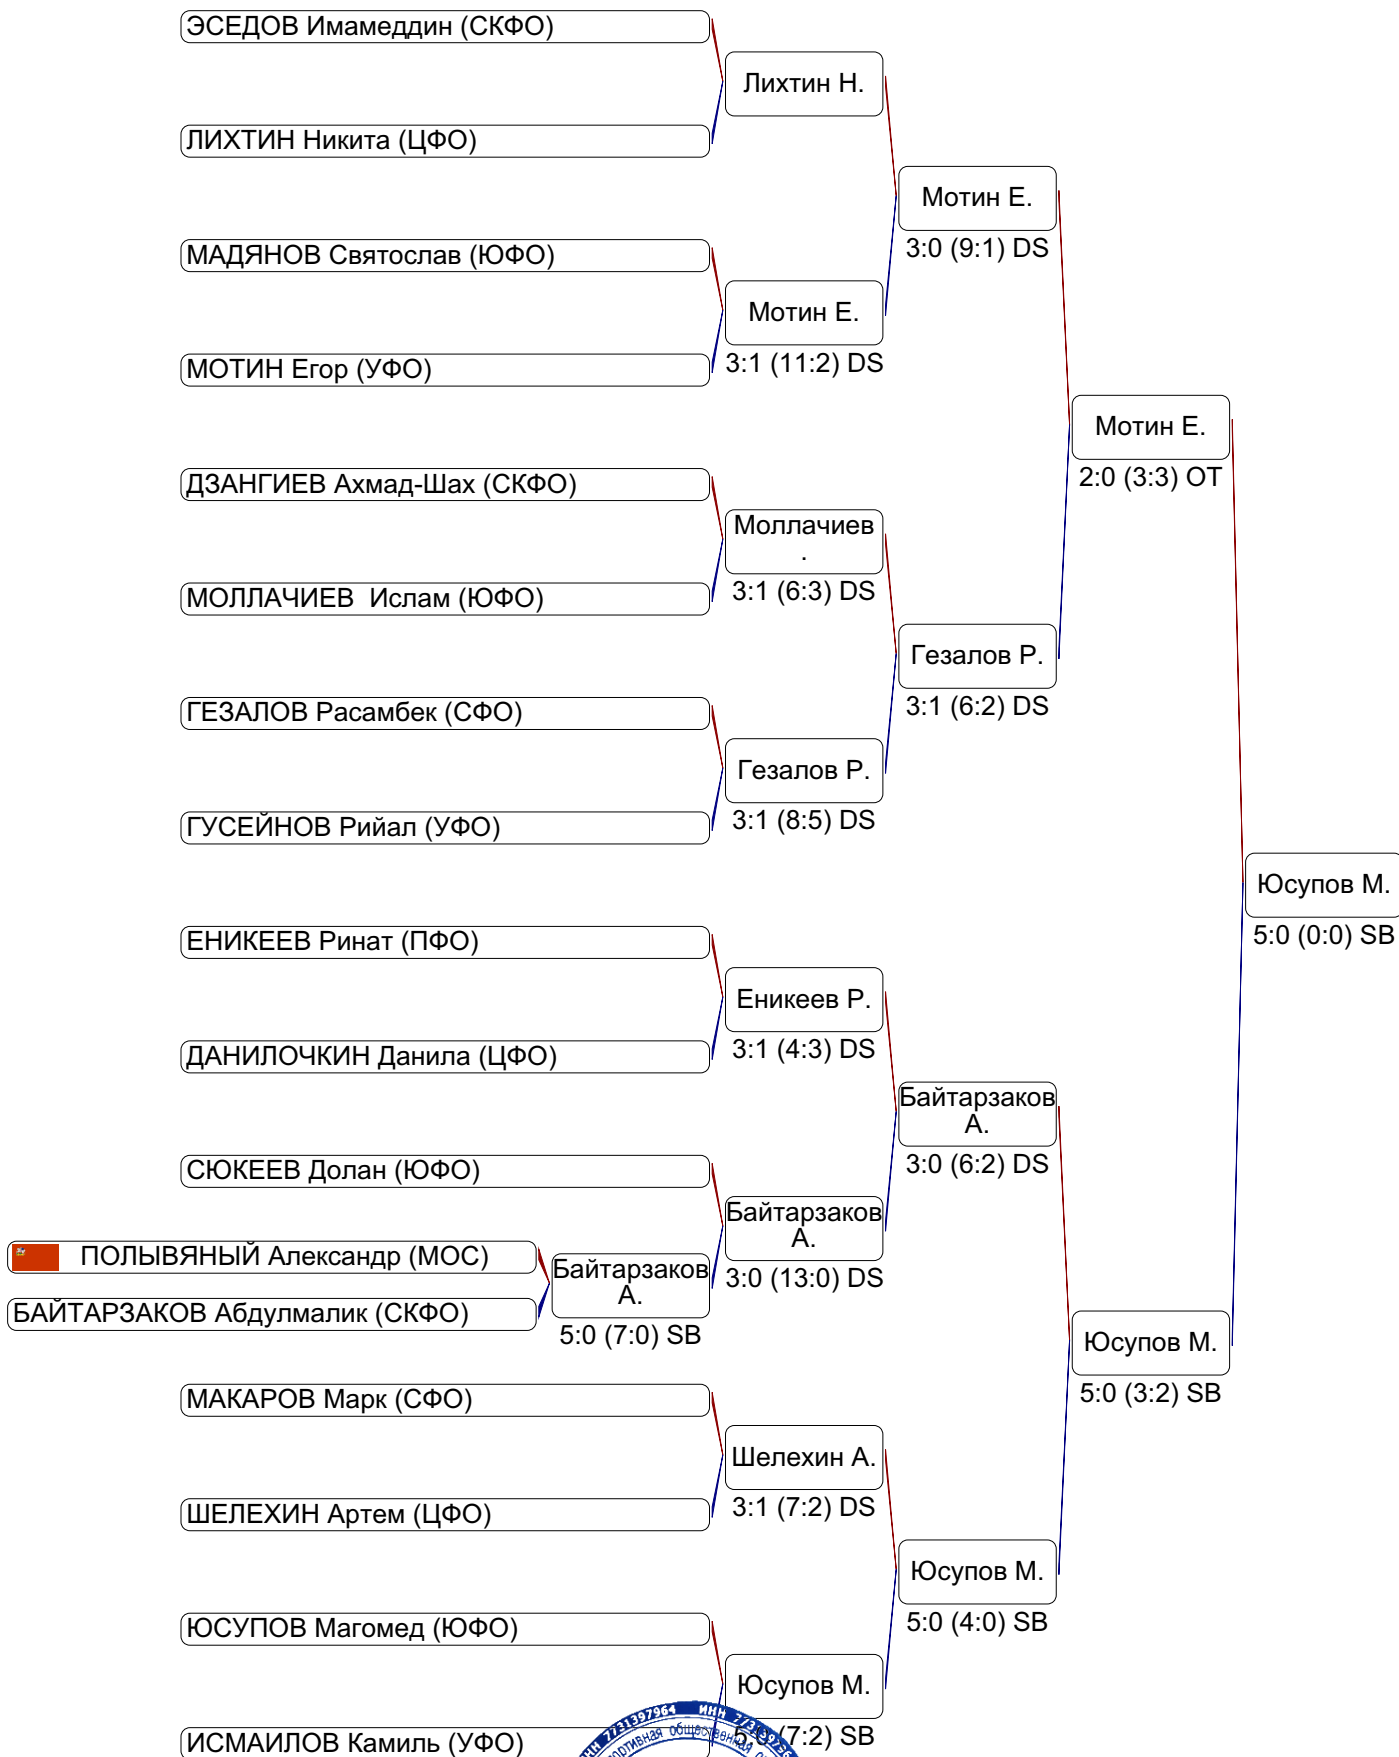 ЭСЕДОВ Имамеддин (СКФО)
Лихтин Н.
ЛИХТИН Никита (ЦФО)
Мотин Е.
3:0 (9:1) DS
МАДЯНОВ Святослав (ЮФО)
Мотин Е.
3:1 (11:2) DS
МОТИН Егор (УФО)
Мотин Е.
2:0 (3:3) OT
ДЗАНГИЕВ Ахмад-Шах (СКФО)
Моллачиев
.
3:1 (6:3) DS
МОЛЛАЧИЕВ Ислам (ЮФО)
Гезалов Р.
3:1 (6:2) DS
ГЕЗАЛОВ Расамбек (СФО)
Гезалов Р.
3:1 (8:5) DS
ГУСЕЙНОВ Рийал (УФО)
Юсупов М.
5:0 (0:0) SB
ЕНИКЕЕВ Ринат (ПФО)
Еникеев Р.
3:1 (4:3) DS
ДАНИЛОЧКИН Данила (ЦФО)
Байтарзаков
А.
3:0 (6:2) DS
СЮКЕЕВ Долан (ЮФО)
Байтарзаков
А.
3:0 (13:0) DS
ПОЛЫВЯНЫЙ Александр (МОС)
Байтарзаков
А.
5:0 (7:0) SB
БАЙТАРЗАКОВ Абдулмалик (СКФО)
Юсупов М.
5:0 (3:2) SB
МАКАРОВ Марк (СФО)
Шелехин А.
3:1 (7:2) DS
ШЕЛЕХИН Артем (ЦФО)
Юсупов М.
5:0 (4:0) SB
ЮСУПОВ Магомед (ЮФО)
Юсупов М.
5:0 (7:2) SB
ИСМАИЛОВ Камиль (УФО)
7731397964 ИНН
общественная